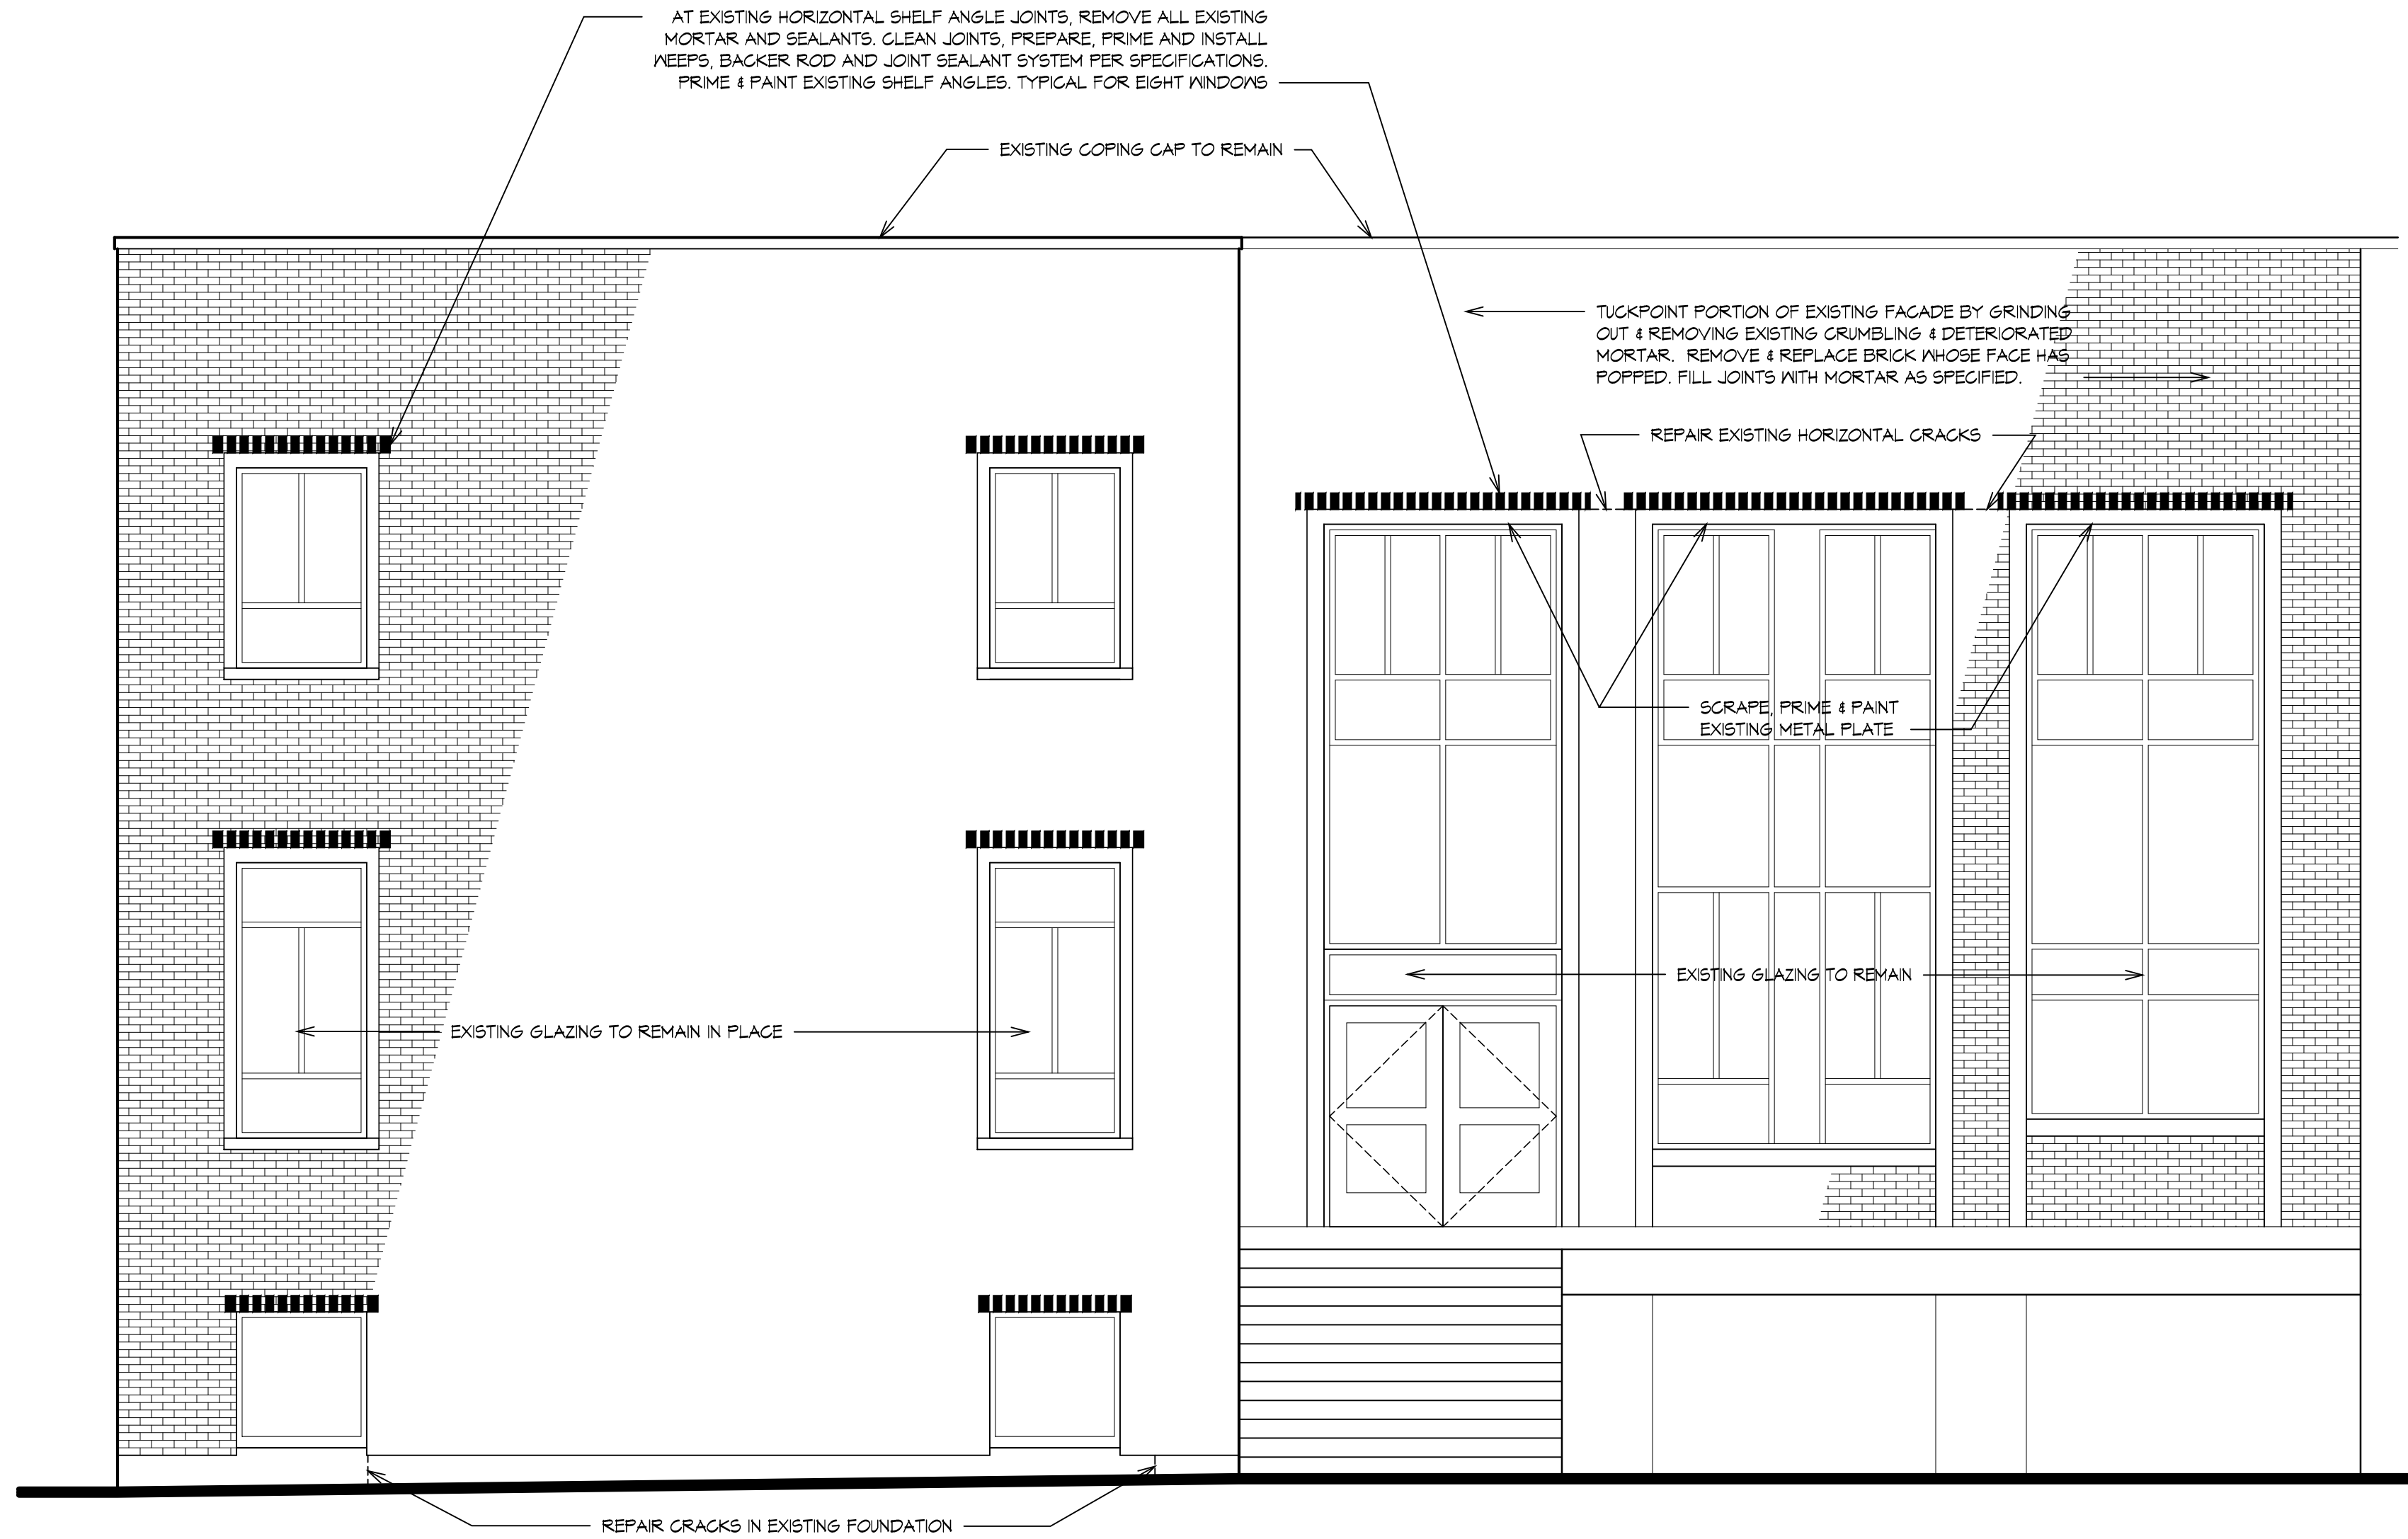 AT EXISTING HORIZONTAL SHELF ANGLE JOINTS, REMOVE ALL EXISTING
MORTAR AND SEALANTS. CLEAN JOINTS, PREPARE, PRIME AND INSTALL
WEEPS, BACKER ROD AND JOINT SEALANT SYSTEM PER SPECIFICATIONS.
PRIME & PAINT EXISTING SHELF ANGLES. TYPICAL FOR EIGHT WINDOWS
EXISTING COPING CAP TO REMAIN
TUCKPOINT PORTION OF EXISTING FACADE BY GRINDING
OUT & REMOVING EXISTING CRUMBLING & DETERIORATED
MORTAR. REMOVE & REPLACE BRICK WHOSE FACE HAS
POPPED. FILL JOINTS WITH MORTAR AS SPECIFIED.
REPAIR EXISTING HORIZONTAL CRACKS
SCRAPE, PRIME & PAINT
EXISTING METAL PLATE
EXISTING GLAZING TO REMAIN
EXISTING GLAZING TO REMAIN IN PLACE
REPAIR CRACKS IN EXISTING FOUNDATION